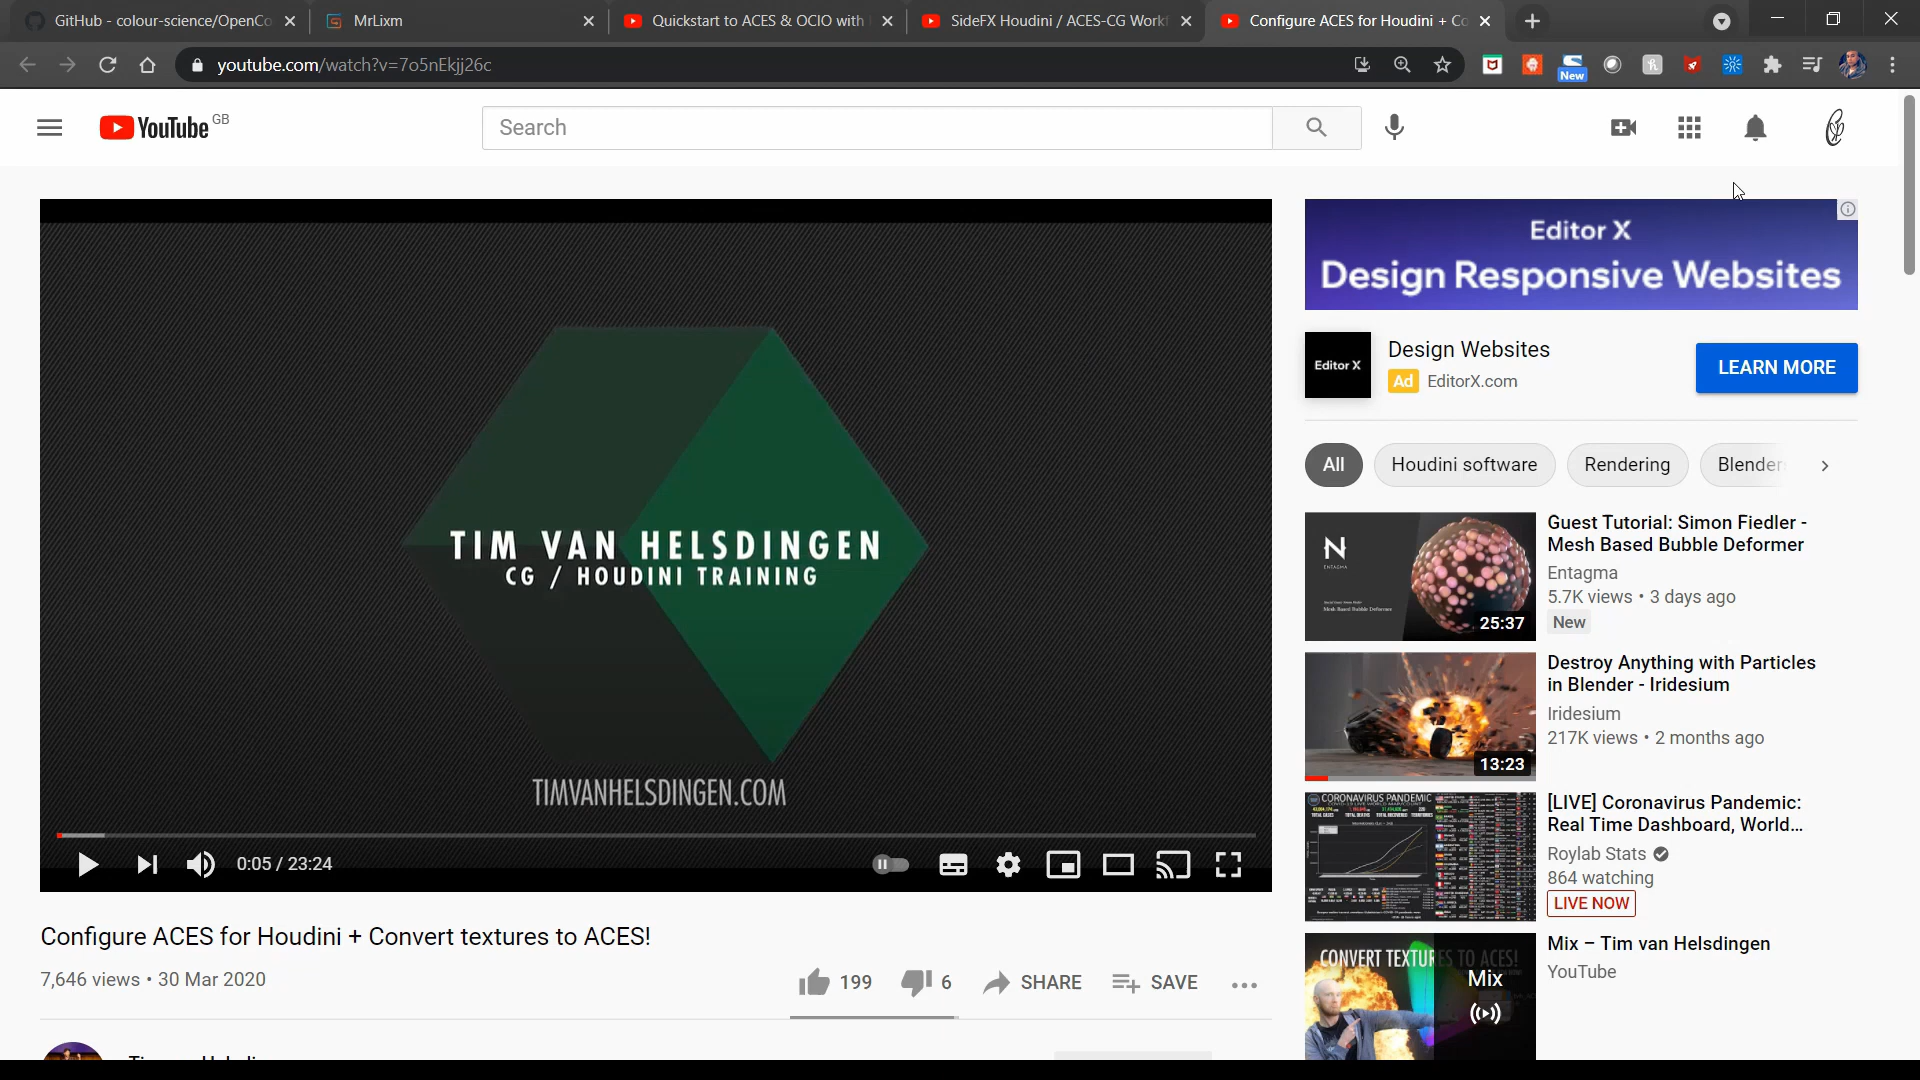 GitHub - colour-science/OpenCo
MrLixm
Quickstart to ACES & OCIO with
SideFX Houdini / ACES-CG Workf
Configure ACES for Houdini + Co
youtube.com/watch?v=7o5nEkjj26c
New
YouTube GB
Search
Editor X
Design Responsive Websites
Editor X
Design Websites
Ad EditorX.com
LEARN MORE
TIM VAN HELSDINGEN
CG / HOUDINI TRAINING
TIMVANHELSDINGEN.COM
0:05 / 23:24
All
Houdini software
Rendering
Blender
N
ENTAGMA
Mesh Based Bubble Deformer
25:37
Guest Tutorial: Simon Fiedler -
Mesh Based Bubble Deformer
Entagma
5.7K views • 3 days ago
New
13:23
Destroy Anything with Particles
in Blender - Iridesium
Iridesium
217K views • 2 months ago
CORONAVIRUS PANDEMIC
[LIVE] Coronavirus Pandemic:
Real Time Dashboard, World...
Roylab Stats
864 watching
LIVE NOW
CONVERT TEXTURES TO ACES!
Mix
Mix – Tim van Helsdingen
YouTube
Configure ACES for Houdini + Convert textures to ACES!
7,646 views • 30 Mar 2020
199
6
SHARE
SAVE